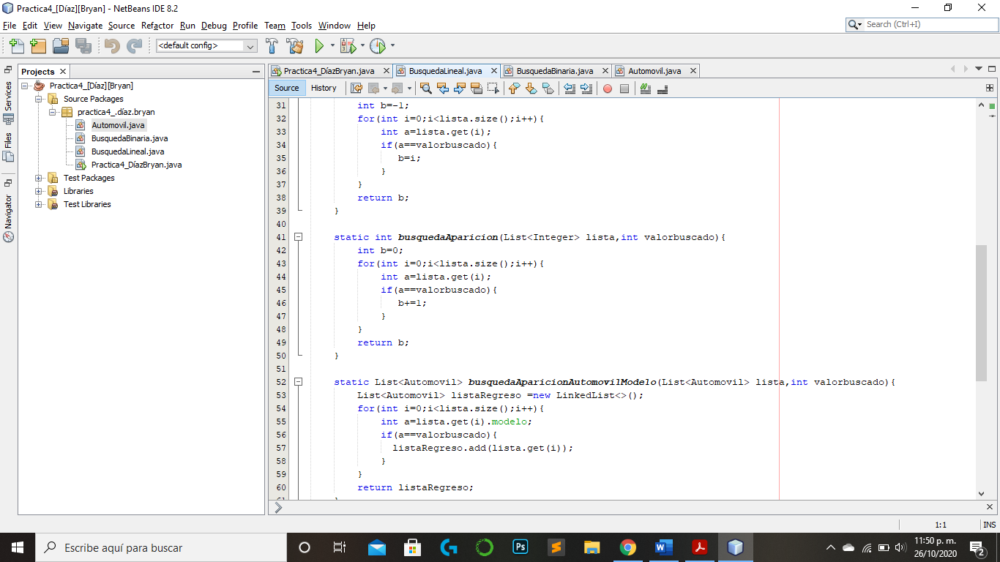 Practica4_[Díaz][Bryan] - NetBeans IDE 8.2
File Edit View Navigate Source Refactor Run Debug Profile Team Tools Window Help
Search (Ctrl+I)
<default config>
Projects
Practica4_DíazBryan.java BusquedaLineal.java BusquedaBinaria.java Automovil.java
Services
Files
Navigator
Practica4_[Díaz][Bryan]
Source Packages
practica4_.díaz.bryan
Automovil.java
BusquedaBinaria.java
BusquedaLineal.java
Practica4_DíazBryan.java
Test Packages
Libraries
Test Libraries
Source History
31 int b=-1;
32 for(int i=0;i<lista.size();i++){
33 int a=lista.get(i);
34 if(a==valorbuscado){
35 b=i;
36 }
37 }
38 return b;
39 }
40
41 static int busquedaAparicion(List<Integer> lista,int valorbuscado){
42 int b=0;
43 for(int i=0;i<lista.size();i++){
44 int a=lista.get(i);
45 if(a==valorbuscado){
46 b+=1;
47 }
48 }
49 return b;
50 }
51
52 static List<Automovil> busquedaAparicionAutomovilModelo(List<Automovil> lista,int valorbuscado){
53 List<Automovil> listaRegreso =new LinkedList<>();
54 for(int i=0;i<lista.size();i++){
55 int a=lista.get(i).modelo;
56 if(a==valorbuscado){
57 listaRegreso.add(lista.get(i));
58 }
59 }
60 return listaRegreso;
1:1 INS
Escribe aquí para buscar
Ps
11:50 p. m.
26/10/2020
2